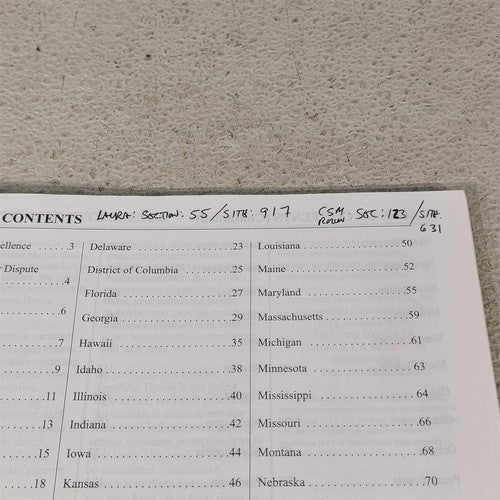 CONTENTS LAURA: SECTION: 55/SITE: 917 CSM ROLEN SEC: 123/SITE: 631
ellence ......3
r Dispute
..............4
..............6
..............7
..............9
..............11
..............13
..............15
..............18
Delaware ..............23
District of Columbia ..............25
Florida ..............27
Georgia ..............29
Hawaii ..............35
Idaho ..............38
Illinois ..............40
Indiana ..............42
Iowa ..............44
Kansas ..............46
Louisiana ..............50
Maine ..............52
Maryland ..............55
Massachusetts ..............59
Michigan ..............61
Minnesota ..............63
Mississippi ..............64
Missouri ..............66
Montana ..............68
Nebraska ..............70